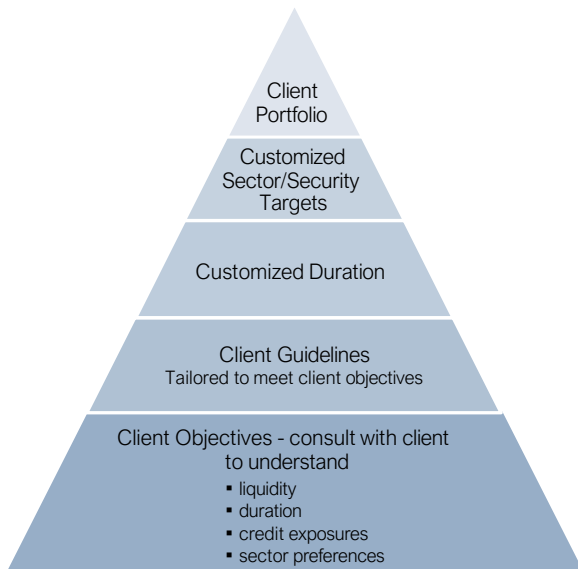 Client
Portfolio
Customized
Sector/Security
Targets
Customized Duration
Client Guidelines
Tailored to meet client objectives
Client Objectives - consult with client
to understand
▪ liquidity
▪ duration
▪ credit exposures
▪ sector preferences